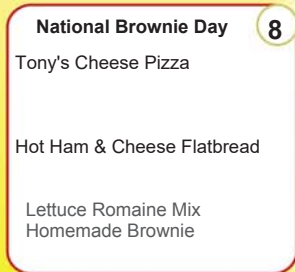 National Brownie Day 8
Tony's Cheese Pizza
Hot Ham & Cheese Flatbread
Lettuce Romaine Mix
Homemade Brownie